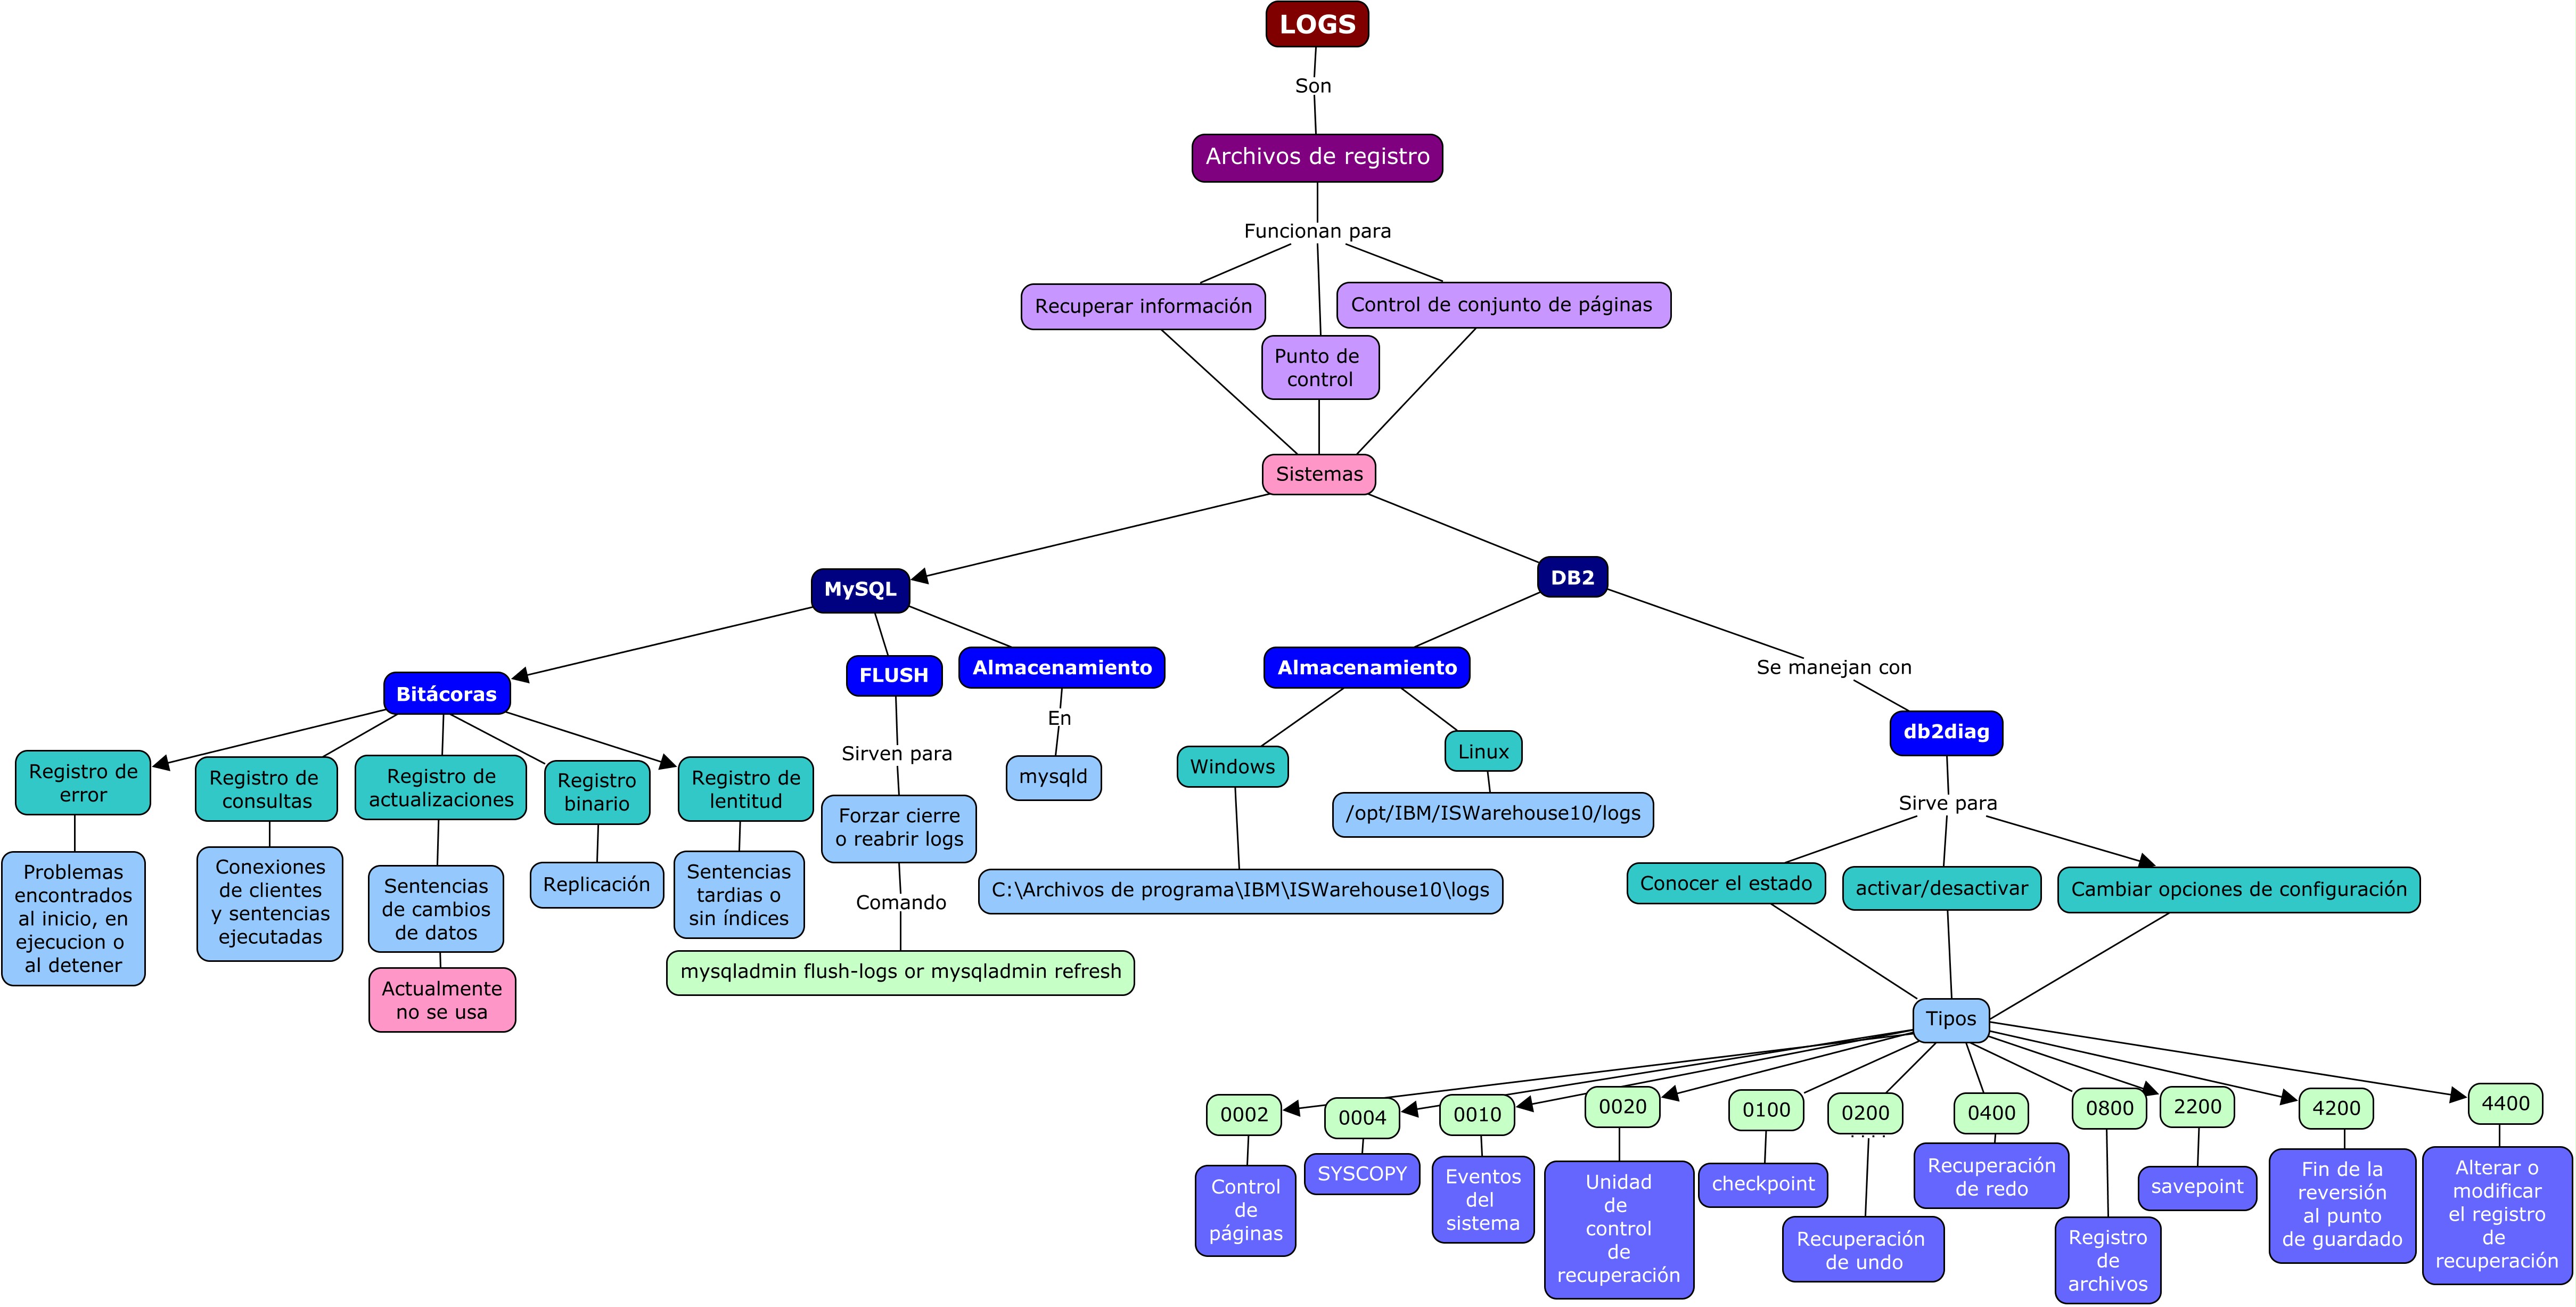 LOGS
Son
Archivos de registro
Funcionan para
Recuperar información
Control de conjunto de páginas
Punto de
control
Sistemas
MySQL
DB2
Bitácoras
FLUSH
Almacenamiento
Almacenamiento
Se manejan con
db2diag
En
Sirven para
mysqld
Windows
Linux
Registro de
error
Registro de
consultas
Registro de
actualizaciones
Registro
binario
Registro de
lentitud
Forzar cierre
o reabrir logs
/opt/IBM/ISWarehouse10/logs
Sirve para
Problemas
encontrados
al inicio, en
ejecucion o
al detener
Conexiones
de clientes
y sentencias
ejecutadas
Sentencias
de cambios
de datos
Replicación
Sentencias
tardias o
sin índices
Comando
C:\Archivos de programa\IBM\ISWarehouse10\logs
Conocer el estado
activar/desactivar
Cambiar opciones de configuración
Actualmente
no se usa
mysqladmin flush-logs or mysqladmin refresh
Tipos
0002
0004
0010
0020
0100
0200
0400
0800
2200
4200
4400
Control
de
páginas
SYSCOPY
Eventos
del
sistema
Unidad
de
control
de
recuperación
checkpoint
Recuperación
de undo
Recuperación
de redo
Registro
de
archivos
savepoint
Fin de la
reversión
al punto
de guardado
Alterar o
modificar
el registro
de
recuperación